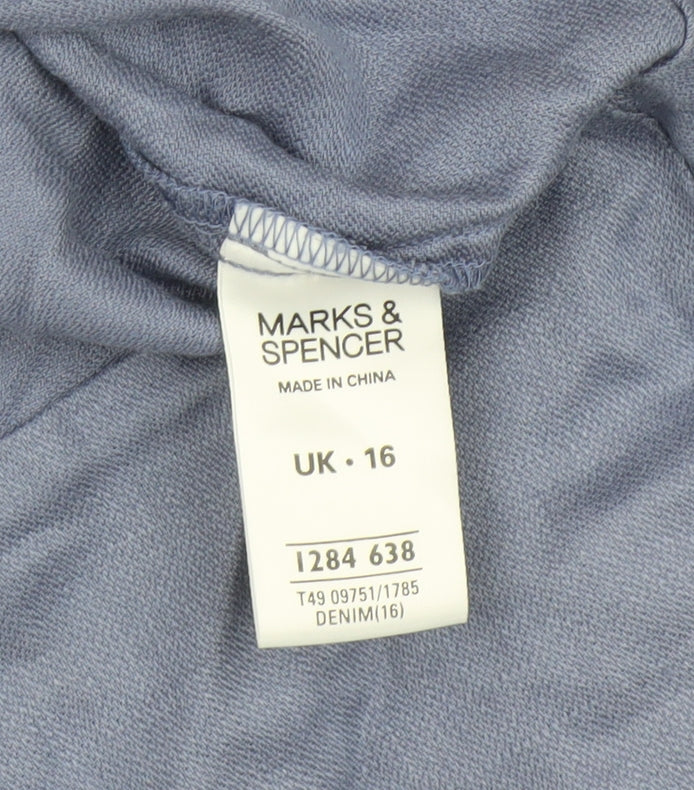 MARKS &
SPENCER
MADE IN CHINA
UK • 16
1284 638
T49 09751/1785
DENIM(16)